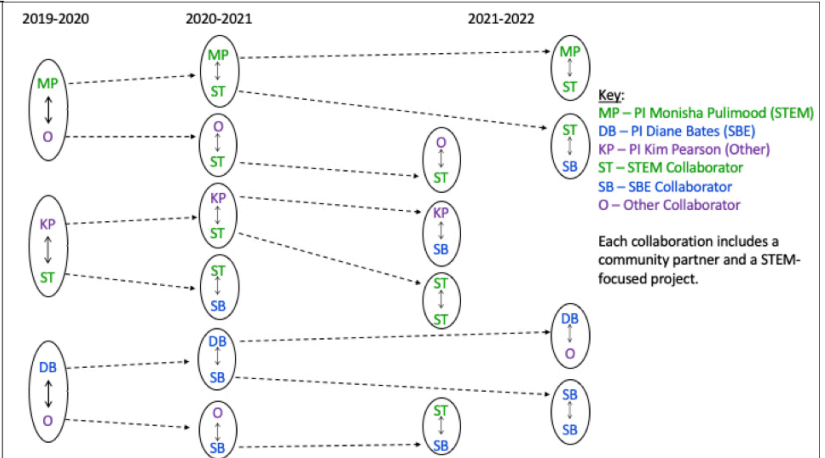 2019-2020
2020-2021
2021-2022
MP
O
MP
ST
O
ST
MP
ST
ST
SB
O
ST
KP
ST
KP
ST
ST
SB
KP
SB
ST
ST
DB
O
DB
SB
O
SB
DB
O
ST
SB
SB
SB
Key:
MP – PI Monisha Pulimood (STEM)
DB – PI Diane Bates (SBE)
KP – PI Kim Pearson (Other)
ST – STEM Collaborator
SB – SBE Collaborator
O – Other Collaborator
Each collaboration includes a
community partner and a STEM-
focused project.